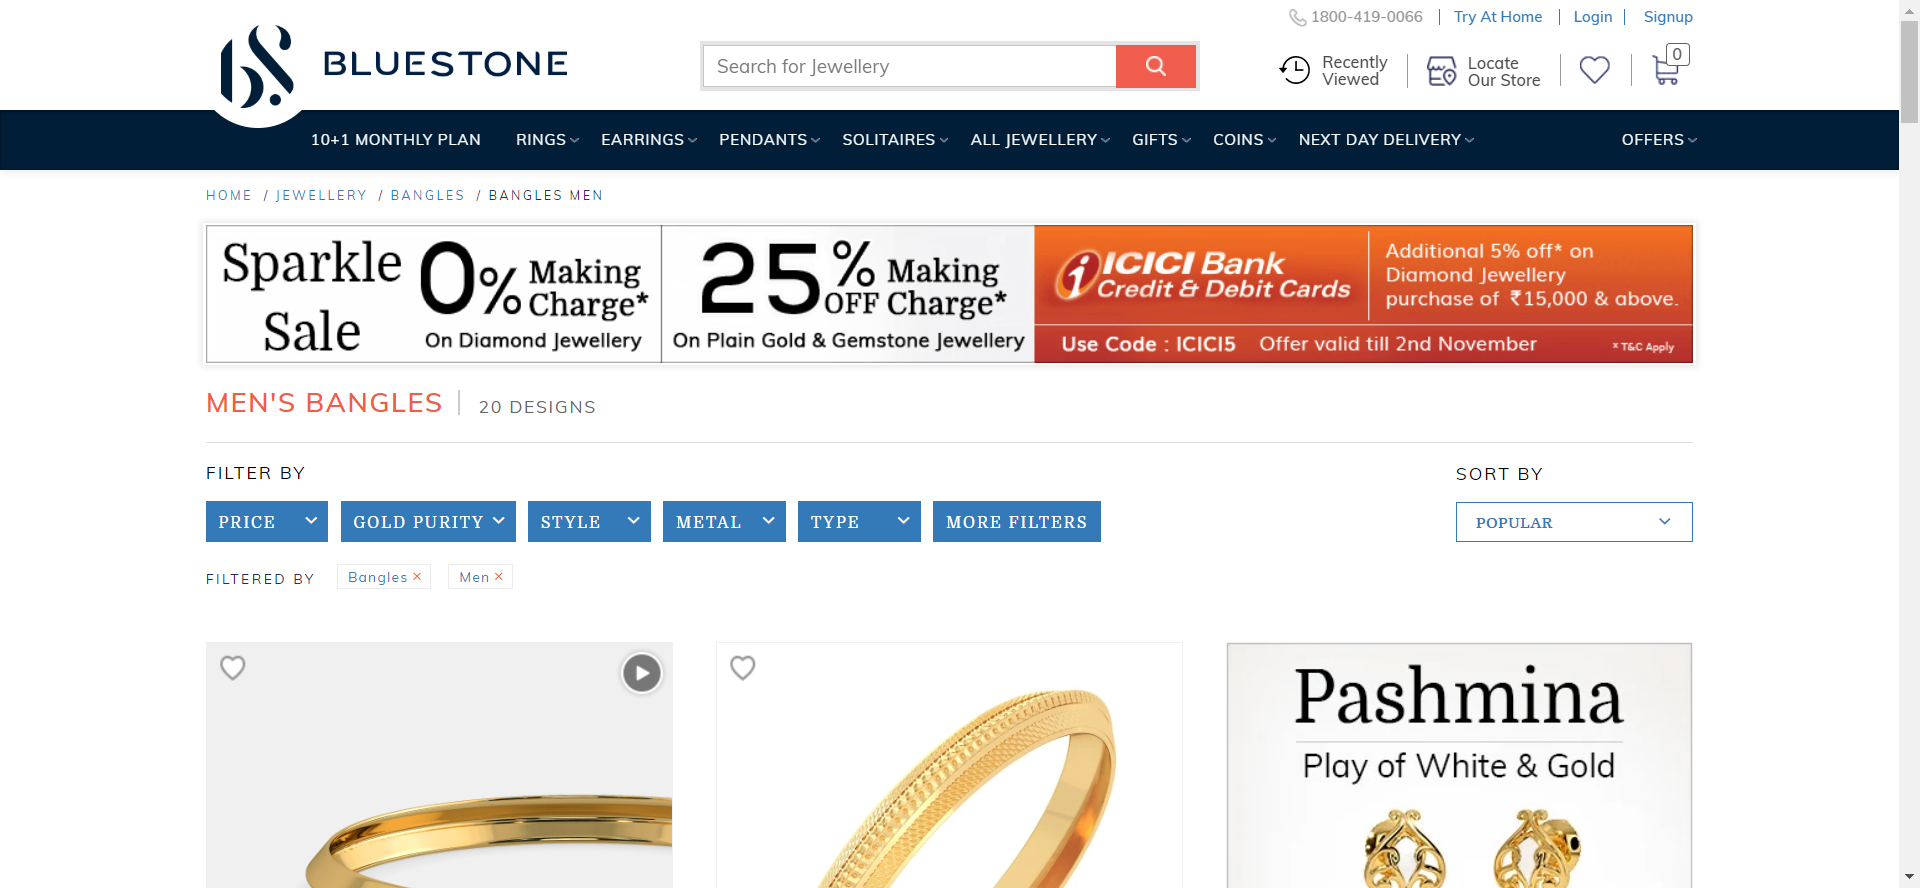 1800-419-0066
Try At Home
Login
Signup
BLUESTONE
Search for Jewellery
Recently
Viewed
Locate
Our Store
0
10+1 MONTHLY PLAN
RINGS
EARRINGS
PENDANTS
SOLITAIRES
ALL JEWELLERY
GIFTS
COINS
NEXT DAY DELIVERY
OFFERS
HOME / JEWELLERY / BANGLES / BANGLES MEN
Sparkle
Sale
0% Making
Charge*
On Diamond Jewellery
25% OFF Making
Charge*
On Plain Gold & Gemstone Jewellery
ICICI Bank
Credit & Debit Cards
Additional 5% off* on
Diamond Jewellery
purchase of ₹15,000 & above.
Use Code : ICICI5 Offer valid till 2nd November
* T&C Apply
MEN'S BANGLES
20 DESIGNS
FILTER BY
SORT BY
PRICE
GOLD PURITY
STYLE
METAL
TYPE
MORE FILTERS
POPULAR
FILTERED BY
Bangles ×
Men ×
Pashmina
Play of White & Gold